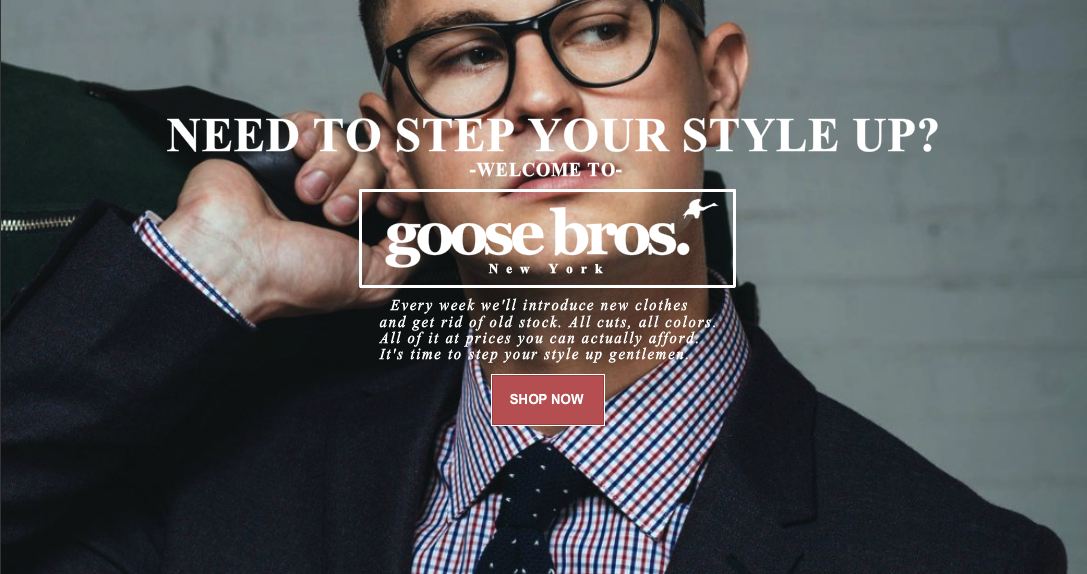 NEED TO STEP YOUR STYLE UP?
-WELCOME TO-
goose bros.
New York
Every week we'll introduce new clothes
and get rid of old stock. All cuts, all colors.
All of it at prices you can actually afford.
It's time to step your style up gentlemen.
SHOP NOW